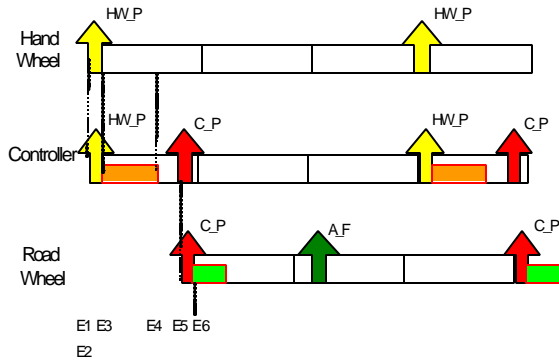 HW_P HW_P
Hand
Wheel
HW_P C_P HW_P C_P
Controller
C_P A_F C_P
Road
Wheel
E1 E3 E4 E5 E6
E2